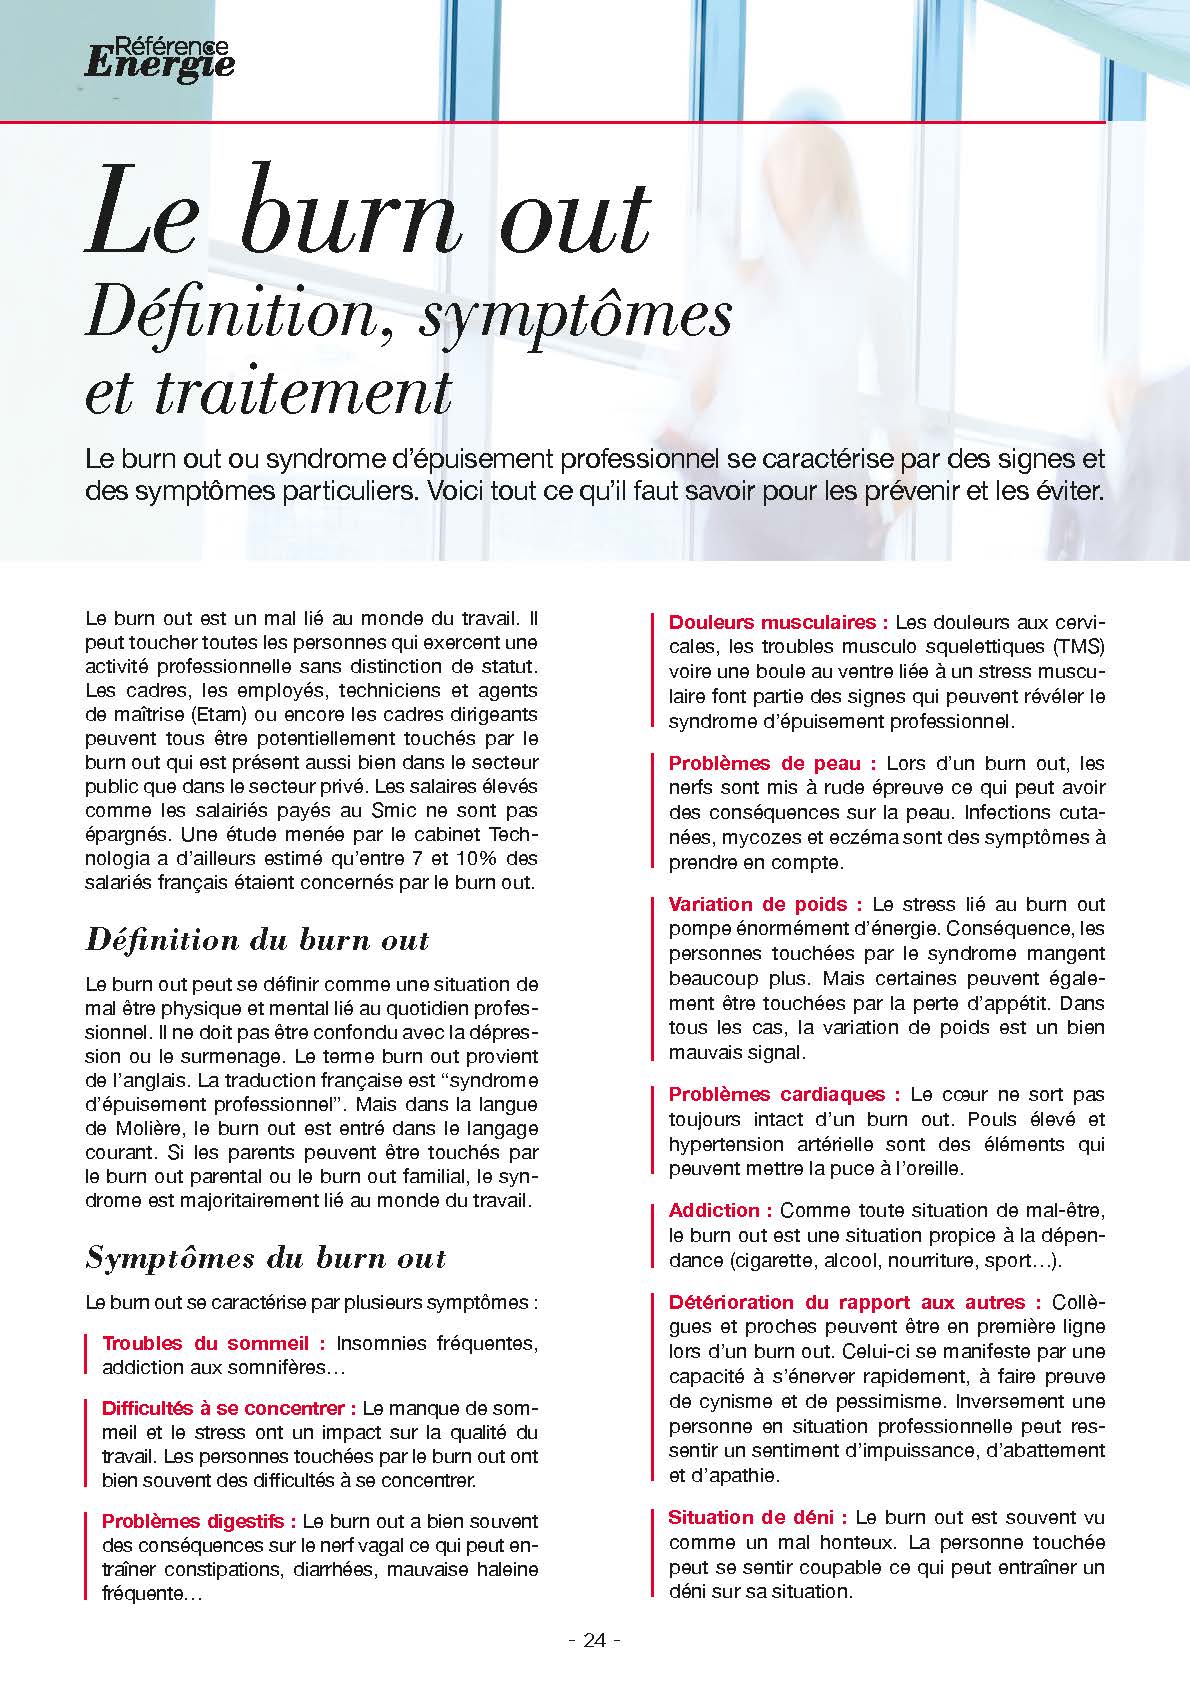 Référence
Energie
Le burn out
Définition, symptômes
et traitement
Le burn out ou syndrome d’épuisement professionnel se caractérise par des signes et
des symptômes particuliers. Voici tout ce qu’il faut savoir pour les prévenir et les éviter.
Le burn out est un mal lié au monde du travail. Il
peut toucher toutes les personnes qui exercent une
activité professionnelle sans distinction de statut.
Les cadres, les employés, techniciens et agents
de maîtrise (Etam) ou encore les cadres dirigeants
peuvent tous être potentiellement touchés par le
burn out qui est présent aussi bien dans le secteur
public que dans le secteur privé. Les salaires élevés
comme les salairiés payés au Smic ne sont pas
épargnés. Une étude menée par le cabinet Tech-
nologia a d’ailleurs estimé qu’entre 7 et 10% des
salariés français étaient concernés par le burn out.
Définition du burn out
Le burn out peut se définir comme une situation de
mal être physique et mental lié au quotidien profes-
sionnel. Il ne doit pas être confondu avec la dépres-
sion ou le surmenage. Le terme burn out provient
de l’anglais. La traduction française est “syndrome
d’épuisement professionnel”. Mais dans la langue
de Molière, le burn out est entré dans le langage
courant. Si les parents peuvent être touchés par
le burn out parental ou le burn out familial, le syn-
drome est majoritairement lié au monde du travail.
Symptômes du burn out
Le burn out se caractérise par plusieurs symptômes :
Troubles du sommeil : Insomnies fréquentes,
addiction aux somnifères…
Difficultés à se concentrer : Le manque de som-
meil et le stress ont un impact sur la qualité du
travail. Les personnes touchées par le burn out ont
bien souvent des difficultés à se concentrer.
Problèmes digestifs : Le burn out a bien souvent
des conséquences sur le nerf vagal ce qui peut en-
traîner constipations, diarrhées, mauvaise haleine
fréquente…
Douleurs musculaires : Les douleurs aux cervi-
cales, les troubles musculo squelettiques (TMS)
voire une boule au ventre liée à un stress muscu-
laire font partie des signes qui peuvent révéler le
syndrome d’épuisement professionnel.
Problèmes de peau : Lors d’un burn out, les
nerfs sont mis à rude épreuve ce qui peut avoir
des conséquences sur la peau. Infections cuta-
nées, mycozes et eczéma sont des symptômes à
prendre en compte.
Variation de poids : Le stress lié au burn out
pompe énormément d’énergie. Conséquence, les
personnes touchées par le syndrome mangent
beaucoup plus. Mais certaines peuvent égale-
ment être touchées par la perte d’appétit. Dans
tous les cas, la variation de poids est un bien
mauvais signal.
Problèmes cardiaques : Le cœur ne sort pas
toujours intact d’un burn out. Pouls élevé et
hypertension artérielle sont des éléments qui
peuvent mettre la puce à l’oreille.
Addiction : Comme toute situation de mal-être,
le burn out est une situation propice à la dépen-
dance (cigarette, alcool, nourriture, sport…).
Détérioration du rapport aux autres : Collè-
gues et proches peuvent être en première ligne
lors d’un burn out. Celui-ci se manifeste par une
capacité à s’énerver rapidement, à faire preuve
de cynisme et de pessimisme. Inversement une
personne en situation professionnelle peut res-
sentir un sentiment d’impuissance, d’abattement
et d’apathie.
Situation de déni : Le burn out est souvent vu
comme un mal honteux. La personne touchée
peut se sentir coupable ce qui peut entraîner un
déni sur sa situation.
- 24 -